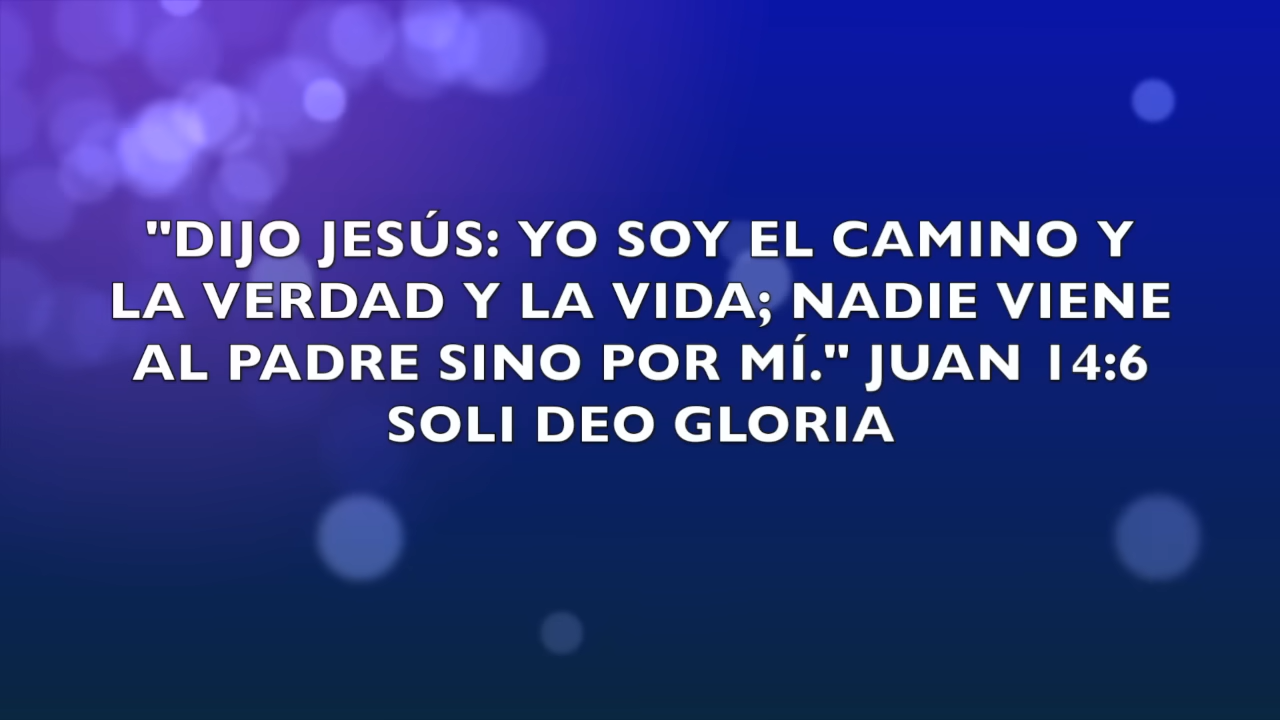 "DIJO JESÚS: YO SOY EL CAMINO Y
LA VERDAD Y LA VIDA; NADIE VIENE
AL PADRE SINO POR MÍ." JUAN 14:6
SOLI DEO GLORIA